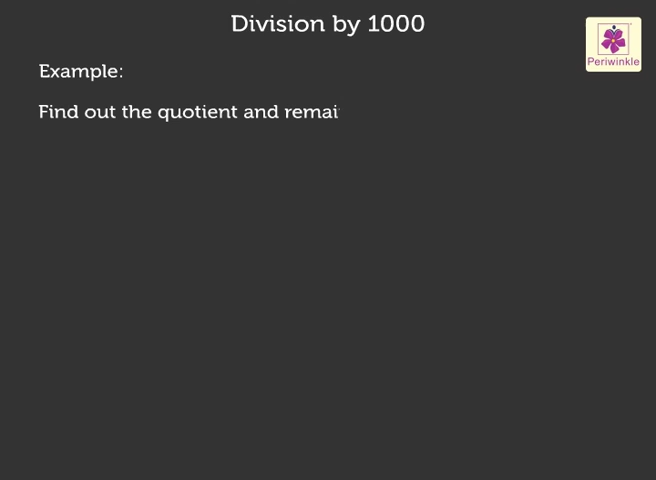 Division by 1000
Periwinkle
Example:
Find out the quotient and remai